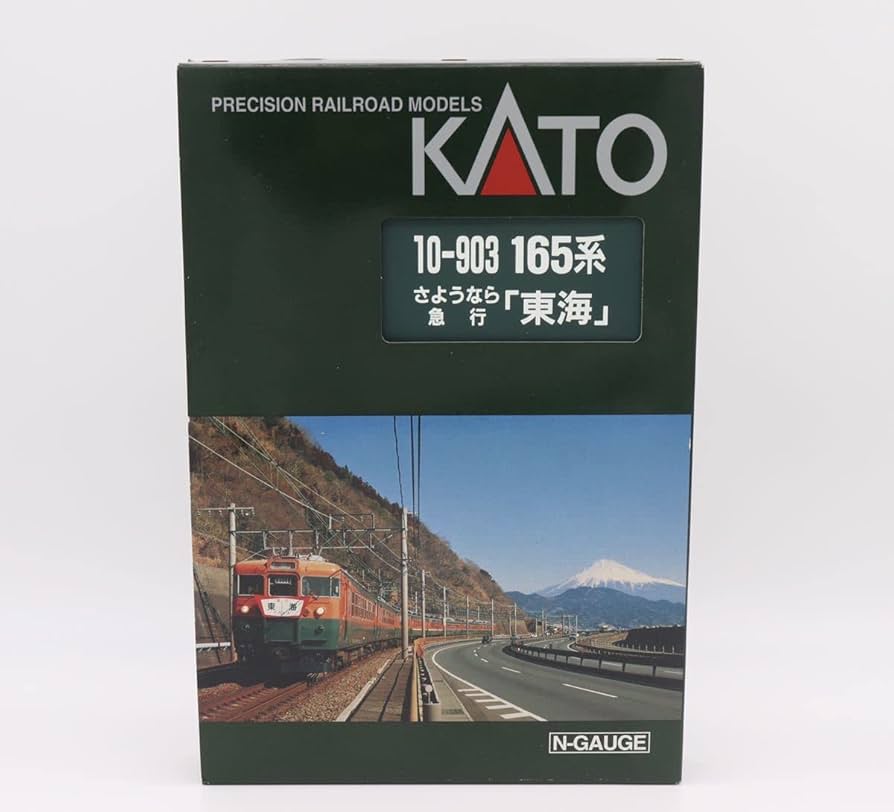 PRECISION RAILROAD MODELS
KATO
10-903 165系
さようなら
急行「東海」
東海
N-GAUGE